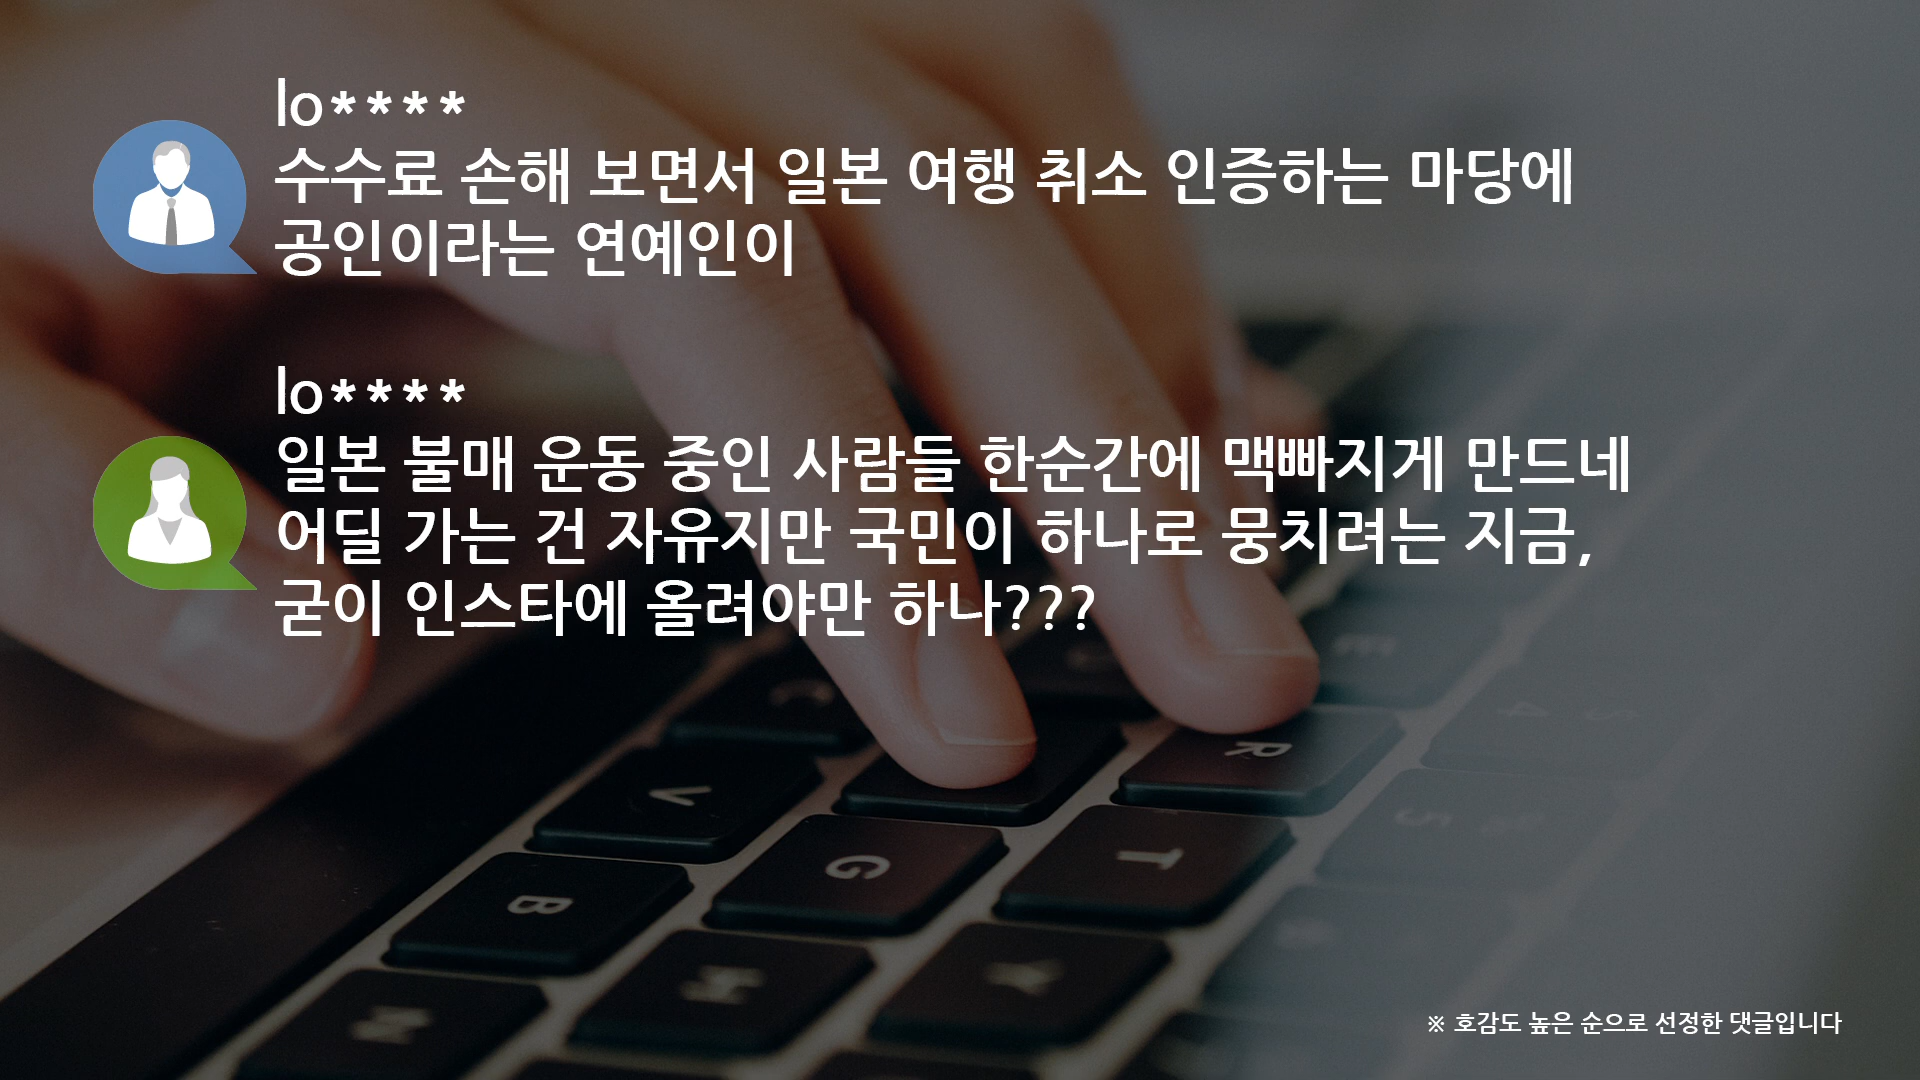 lo****
수수료 손해 보면서 일본 여행 취소 인증하는 마당에
공인이라는 연예인이
lo****
일본 불매 운동 중인 사람들 한순간에 맥빠지게 만드네
어딜 가는 건 자유지만 국민이 하나로 뭉치려는 지금,
굳이 인스타에 올려야만 하나???
C
E
V
R
4
S
G
T
5
B
H
Y
N
※ 호감도 높은 순으로 선정한 댓글입니다